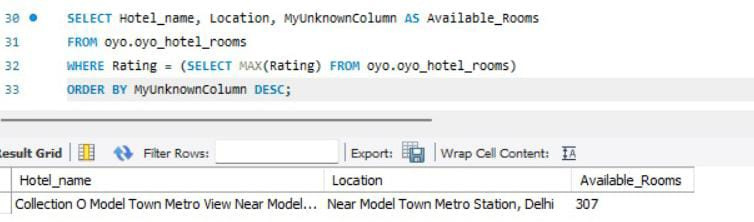 30 SELECT Hotel_name, Location, MyUnknownColumn AS Available_Rooms
31 FROM oyo.oyo_hotel_rooms
32 WHERE Rating = (SELECT MAX(Rating) FROM oyo.oyo_hotel_rooms)
33 ORDER BY MyUnknownColumn DESC;
esult Grid Filter Rows: Export: Wrap Cell Content: IA
Hotel_name Location Available_Rooms
Collection O Model Town Metro View Near Model... Near Model Town Metro Station, Delhi 307